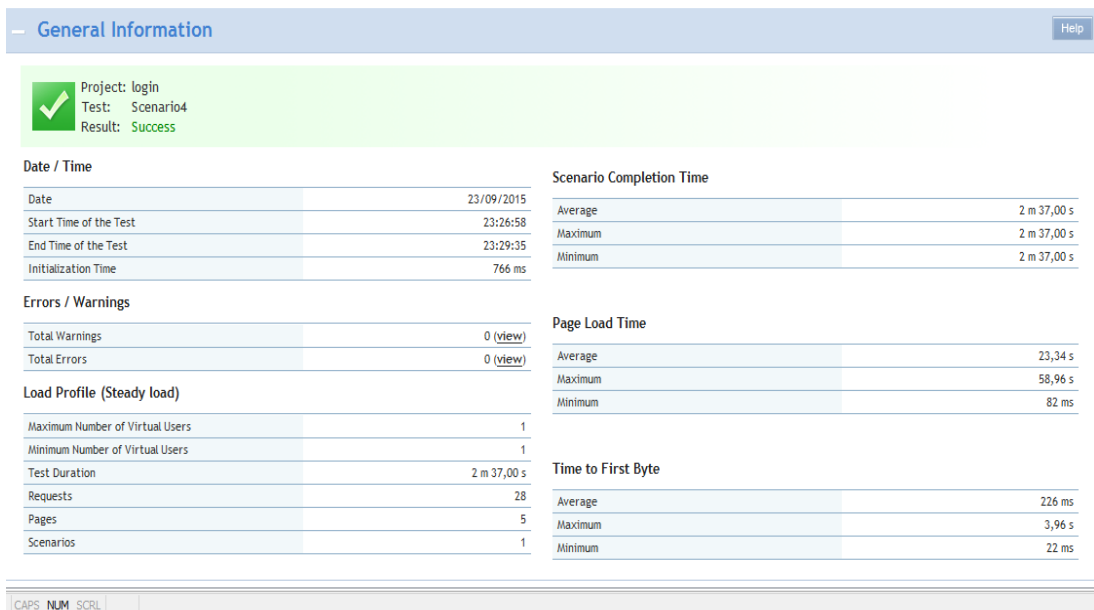 General Information
Help
Project: login
Test: Scenario4
Result: Success
Date / Time
Date 23/09/2015
Start Time of the Test 23:26:58
End Time of the Test 23:29:35
Initialization Time 766 ms
Errors / Warnings
Total Warnings 0 (view)
Total Errors 0 (view)
Load Profile (Steady load)
Maximum Number of Virtual Users 1
Minimum Number of Virtual Users 1
Test Duration 2 m 37,00 s
Requests 28
Pages 5
Scenarios 1
Scenario Completion Time
Average 2 m 37,00 s
Maximum 2 m 37,00 s
Minimum 2 m 37,00 s
Page Load Time
Average 23,34 s
Maximum 58,96 s
Minimum 82 ms
Time to First Byte
Average 226 ms
Maximum 3,96 s
Minimum 22 ms
CAPS NUM SCRL